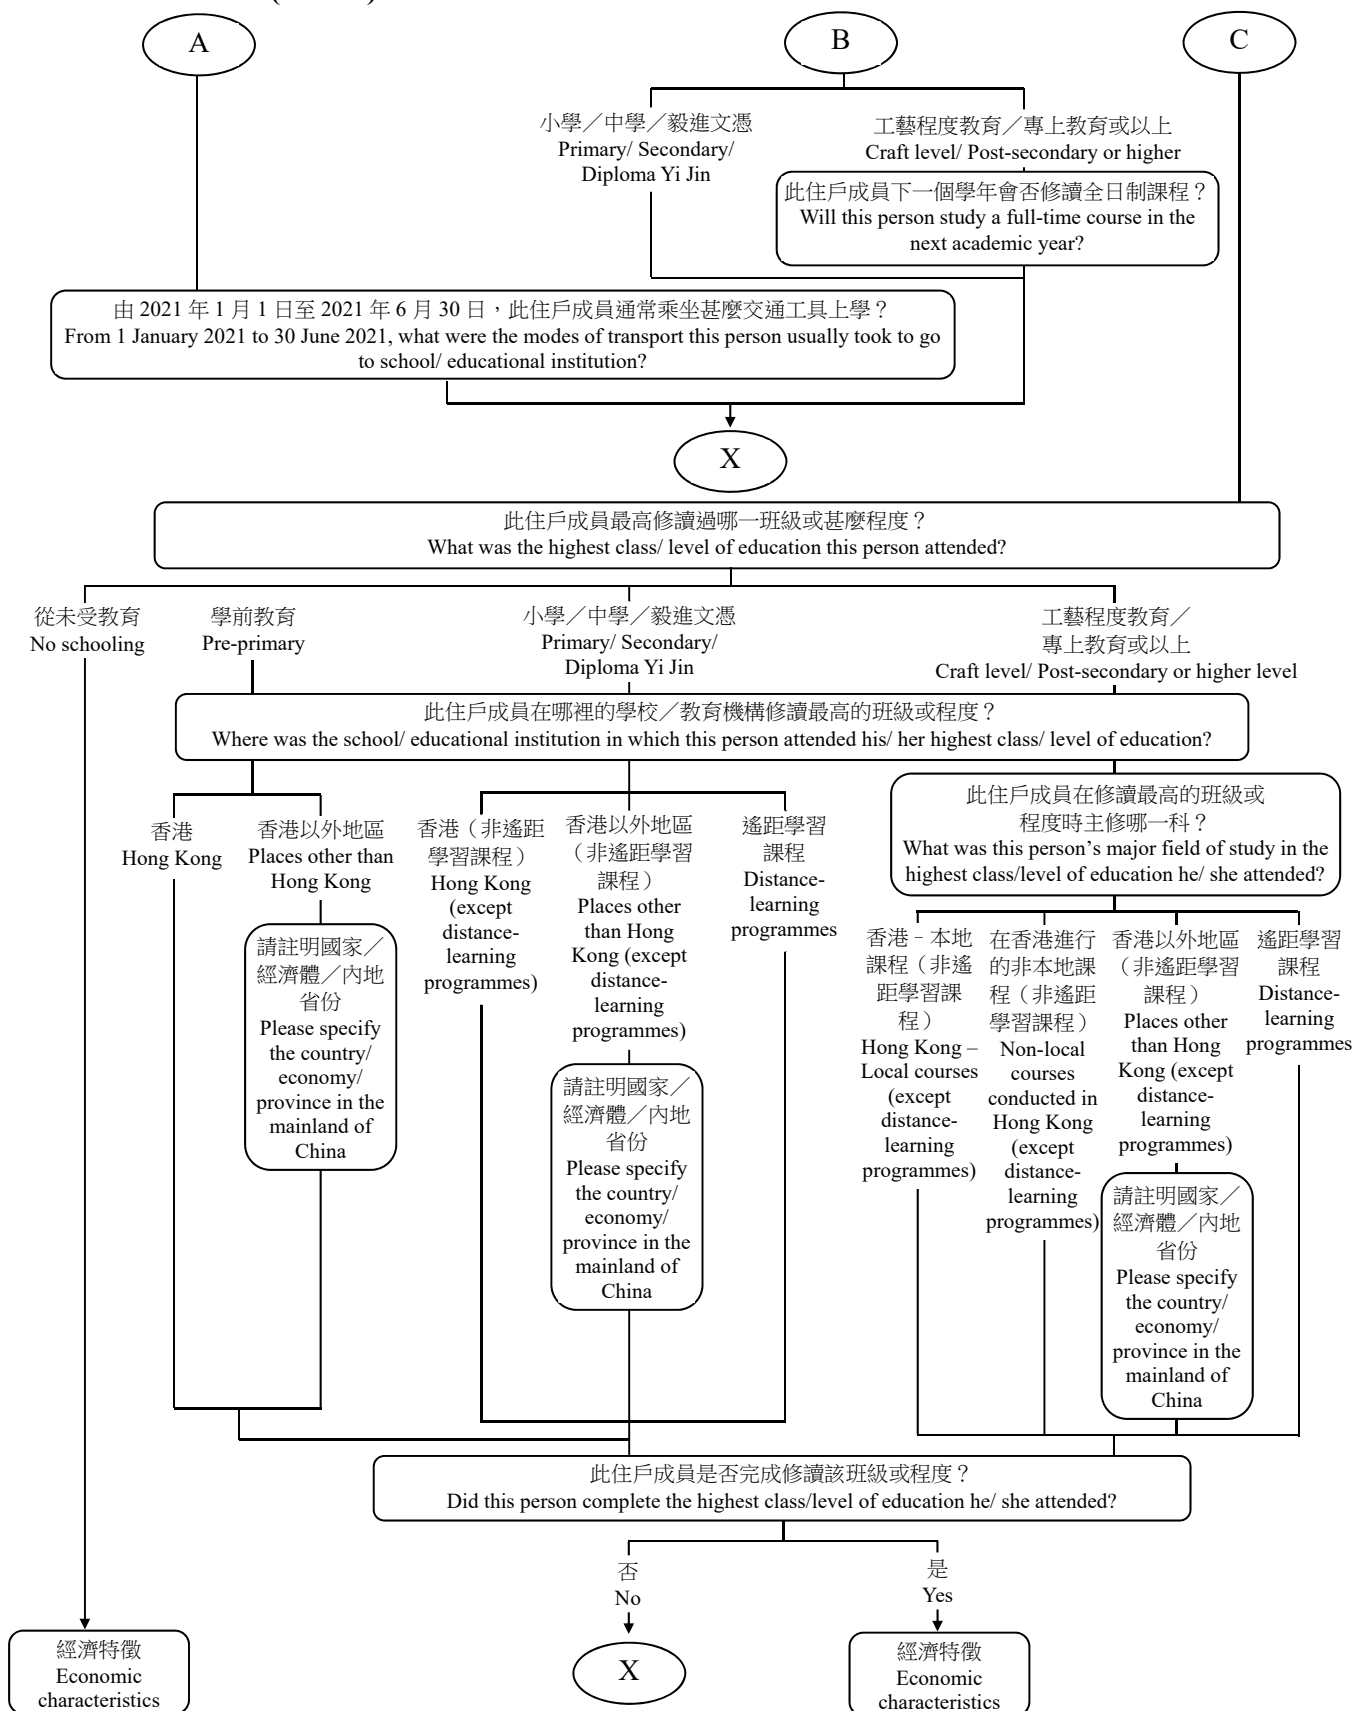 A
B
C
小學／中學／毅進文憑
Primary/ Secondary/
Diploma Yi Jin
工藝程度教育／專上教育或以上
Craft level/ Post-secondary or higher
此住戶成員下一個學年會否修讀全日制課程？
Will this person study a full-time course in the
next academic year?
由 2021 年 1 月 1 日至 2021 年 6 月 30 日，此住戶成員通常乘坐甚麼交通工具上學？
From 1 January 2021 to 30 June 2021, what were the modes of transport this person usually took to go
to school/ educational institution?
X
此住戶成員最高修讀過哪一班級或甚麼程度？
What was the highest class/ level of education this person attended?
從未受教育
No schooling
學前教育
Pre-primary
小學／中學／毅進文憑
Primary/ Secondary/
Diploma Yi Jin
工藝程度教育／
專上教育或以上
Craft level/ Post-secondary or higher level
此住戶成員在哪裡的學校／教育機構修讀最高的班級或程度？
Where was the school/ educational institution in which this person attended his/ her highest class/ level of education?
香港
Hong Kong
香港以外地區
Places other than
Hong Kong
請註明國家／
經濟體／內地
省份
Please specify
the country/
economy/
province in the
mainland of
China
香港（非遙距
學習課程）
Hong Kong
(except
distance-
learning
programmes)
香港以外地區
（非遙距學習
課程）
Places other
than Hong
Kong (except
distance-
learning
programmes)
請註明國家／
經濟體／內地
省份
Please specify
the country/
economy/
province in the
mainland of
China
遙距學習
課程
Distance-
learning
programmes
此住戶成員在修讀最高的班級或
程度時主修哪一科？
What was this person’s major field of study in the
highest class/level of education he/ she attended?
香港 – 本地
課程（非遙
距學習課
程）
Hong Kong –
Local courses
(except
distance-
learning
programmes)
在香港進行
的非本地課
程（非遙距
學習課程）
Non-local
courses
conducted in
Hong Kong
(except
distance-
learning
programmes)
香港以外地區
（非遙距學習
課程）
Places other
than Hong
Kong (except
distance-
learning
programmes)
請註明國家／
經濟體／內地
省份
Please specify
the country/
economy/
province in the
mainland of
China
遙距學習
課程
Distance-
learning
programmes
此住戶成員是否完成修讀該班級或程度？
Did this person complete the highest class/level of education he/ she attended?
否
No
是
Yes
經濟特徵
Economic
characteristics
X
經濟特徵
Economic
characteristics